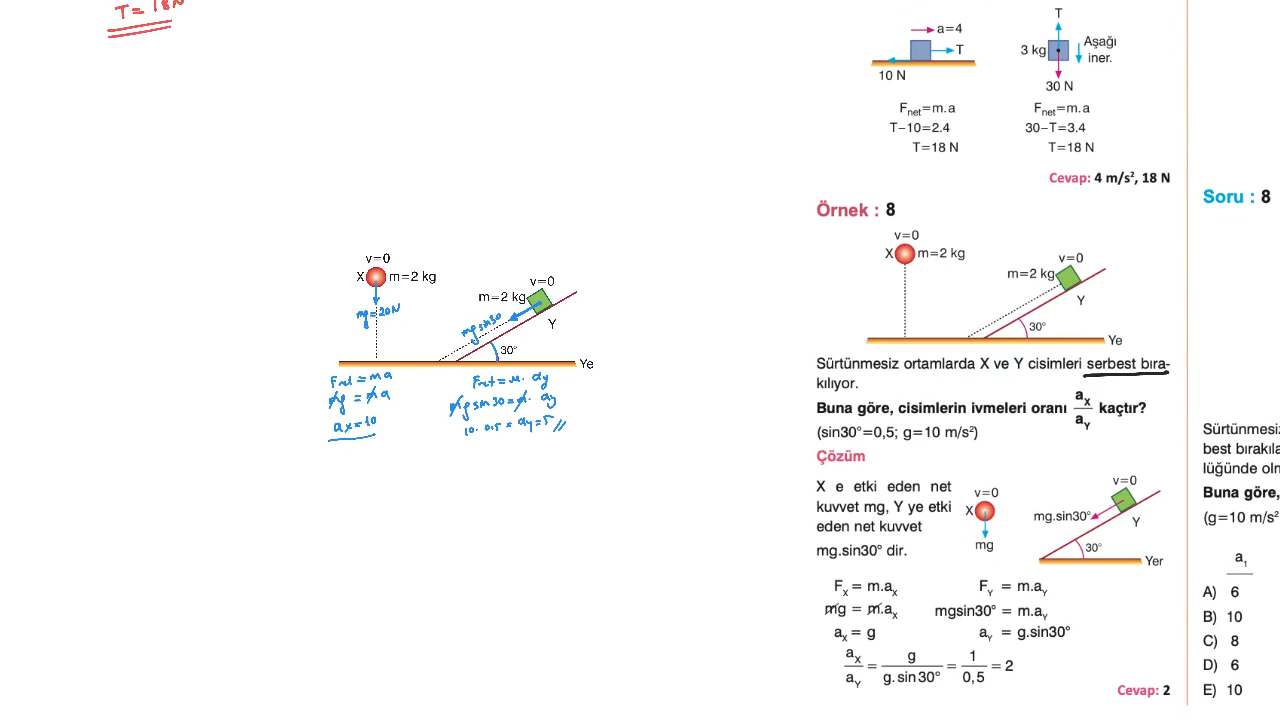 T = 18N
v=0
X m=2 kg
mg=20N
v=0
m=2 kg
mg sin30
Y
30°
Ye
Fnet = ma
mg = m a
ax=10
Fnet = m. ay
mg sin30 = m. ay
10. 0.5 = ay = 5 //
a=4
T
10 N
Fnet=m.a
T−10=2.4
T=18 N
T
3 kg
Aşağı
iner.
30 N
Fnet=m.a
30−T=3.4
T=18 N
Cevap: 4 m/s², 18 N
Örnek : 8
v=0
X m=2 kg
v=0
m=2 kg
Y
30°
Ye
Sürtünmesiz ortamlarda X ve Y cisimleri serbest bıra-
kılıyor.
Buna göre, cisimlerin ivmeleri oranı aX/aY kaçtır?
(sin30°=0,5; g=10 m/s²)
Çözüm
X e etki eden net
kuvvet mg, Y ye etki
eden net kuvvet
mg.sin30° dir.
v=0
X
mg
v=0
mg.sin30°
Y
30°
Yer
FX = m.aX
mg = m.aX
aX = g
FY = m.aY
mgsin30° = m.aY
aY = g.sin30°
aX/aY = g/g.sin30° = 1/0,5 = 2
Cevap: 2
Soru : 8
Sürtünmesiz
best bırakıla
lüğünde olm
Buna göre,
(g=10 m/s²
a1
A) 6
B) 10
C) 8
D) 6
E) 10